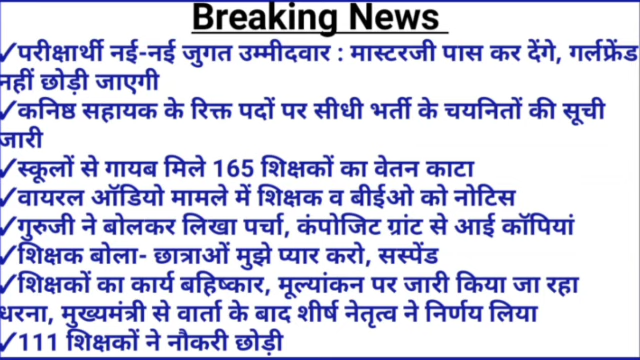 Breaking News
✓परीक्षार्थी नई-नई जुगत उम्मीदवार : मास्टरजी पास कर देंगे, गर्लफ्रेंड
नहीं छोड़ी जाएगी
✓कनिष्ठ सहायक के रिक्त पदों पर सीधी भर्ती के चयनितों की सूची
जारी
✓स्कूलों से गायब मिले 165 शिक्षकों का वेतन काटा
✓वायरल ऑडियो मामले में शिक्षक व बीईओ को नोटिस
✓गुरुजी ने बोलकर लिखा पर्चा, कंपोजिट ग्रांट से आई कॉपियां
✓शिक्षक बोला- छात्राओं मुझे प्यार करो, सस्पेंड
✓शिक्षकों का कार्य बहिष्कार, मूल्यांकन पर जारी किया जा रहा
धरना, मुख्यमंत्री से वार्ता के बाद शीर्ष नेतृत्व ने निर्णय लिया
✓111 शिक्षकों ने नौकरी छोड़ी